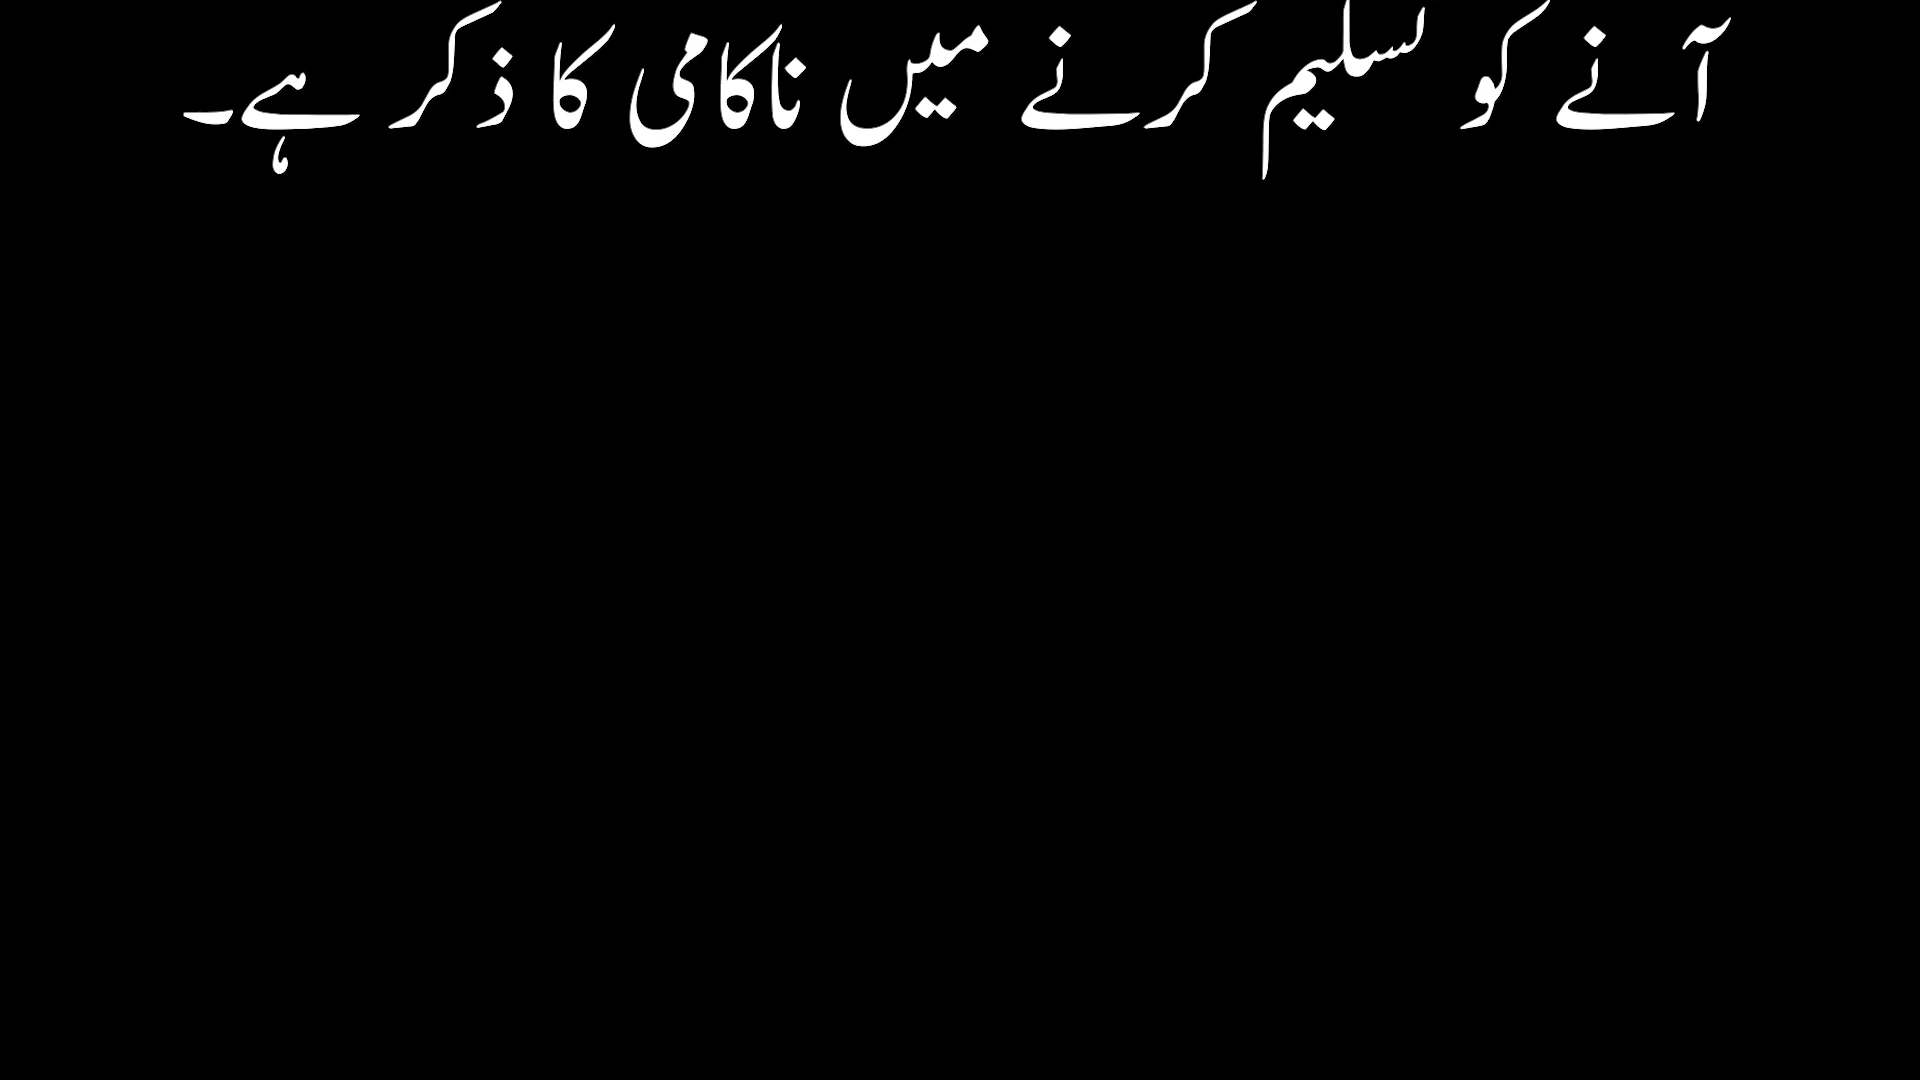 آنے کو تسلیم کرنے میں ناکامی کا ذکر ہے۔